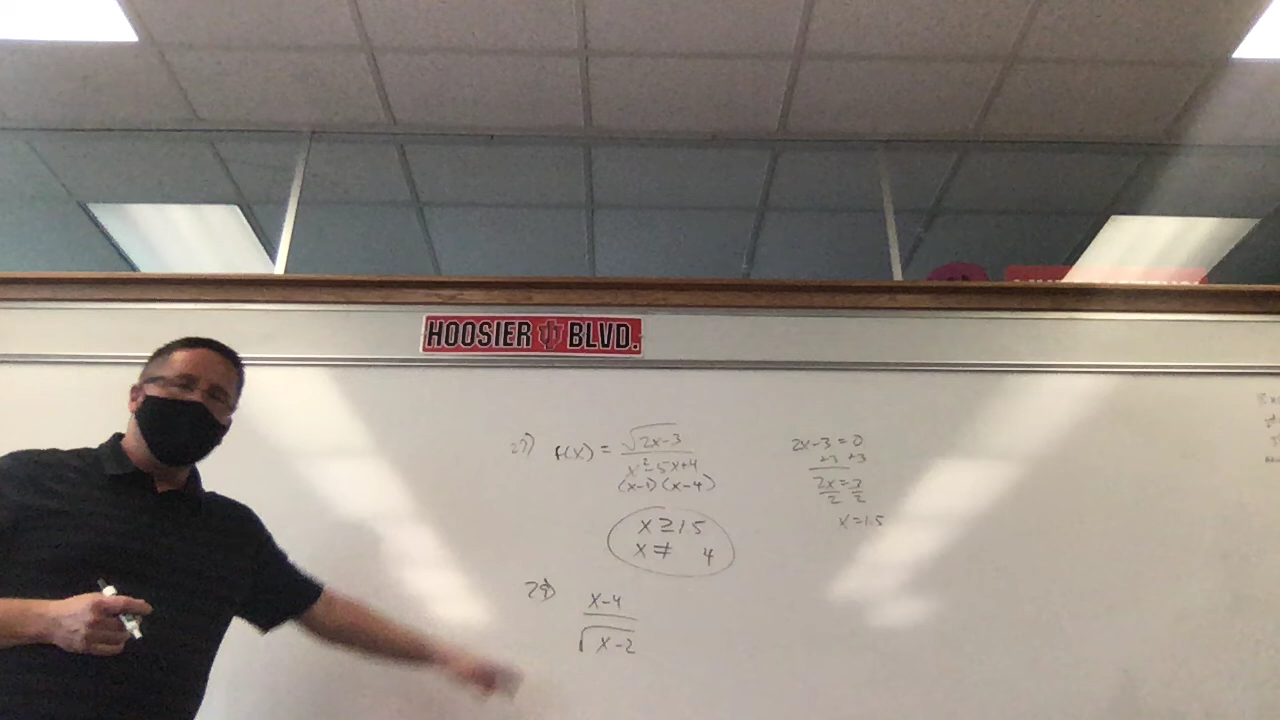 HOOSIER BLVD.
27) f(x) = √2x-3
x²-5x+4
(x-1)(x-4)
x ≥ 1.5
x ≠ 4
2x-3=0
+3 +3
2x=3
2 2
x=1.5
28) x-4
√x-2